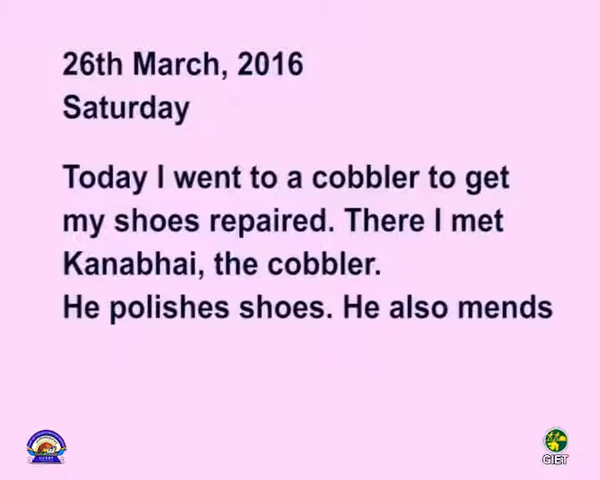 26th March, 2016
Saturday
Today I went to a cobbler to get
my shoes repaired. There I met
Kanabhai, the cobbler.
He polishes shoes. He also mends
GIET